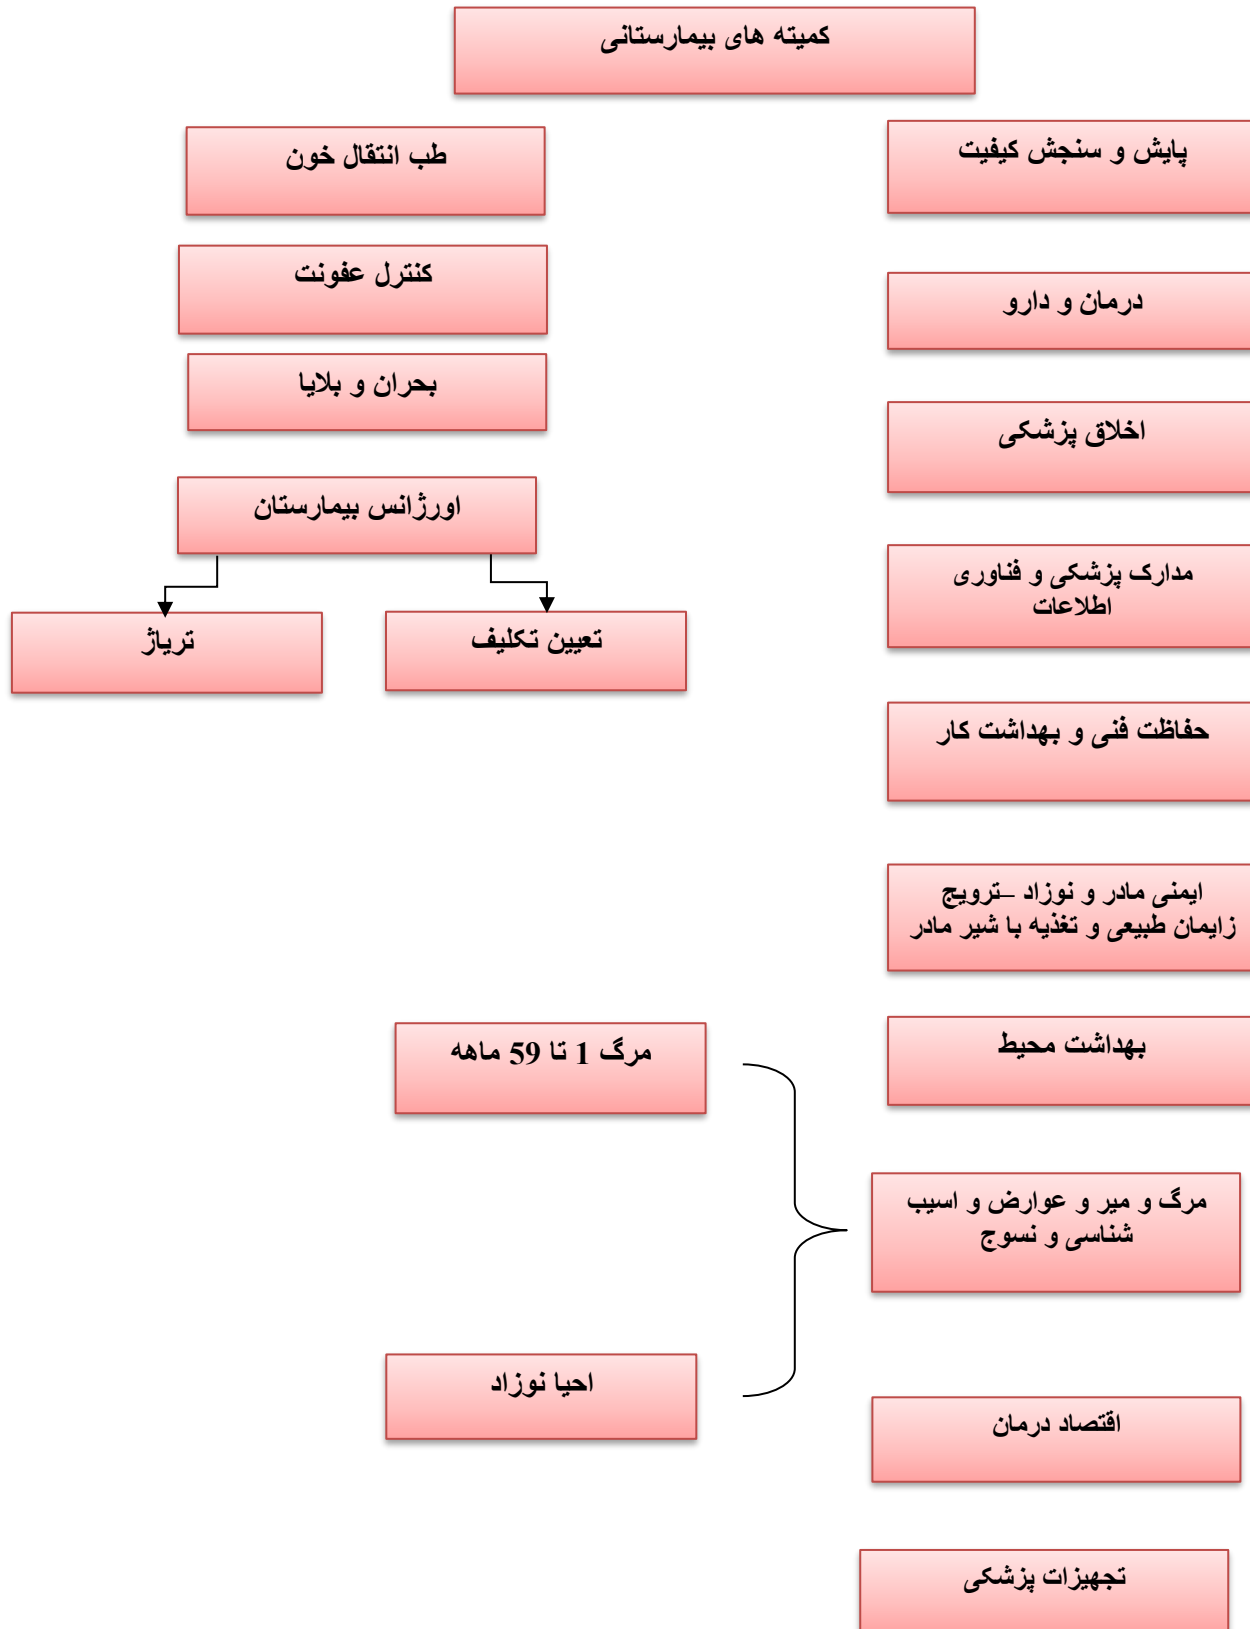 کمیته های بیمارستانی
پایش و سنجش کیفیت
درمان و دارو
اخلاق پزشکی
مدارک پزشکی و فناوری
اطلاعات
حفاظت فنی و بهداشت کار
ایمنی مادر و نوزاد –ترویج
زایمان طبیعی و تغذیه با شیر مادر
بهداشت محیط
مرگ و میر و عوارض و اسیب
شناسی و نسوج
مرگ 1 تا 59 ماهه
احیا نوزاد
اقتصاد درمان
تجهیزات پزشکی
طب انتقال خون
کنترل عفونت
بحران و بلایا
اورژانس بیمارستان
تعیین تکلیف
تریاژ